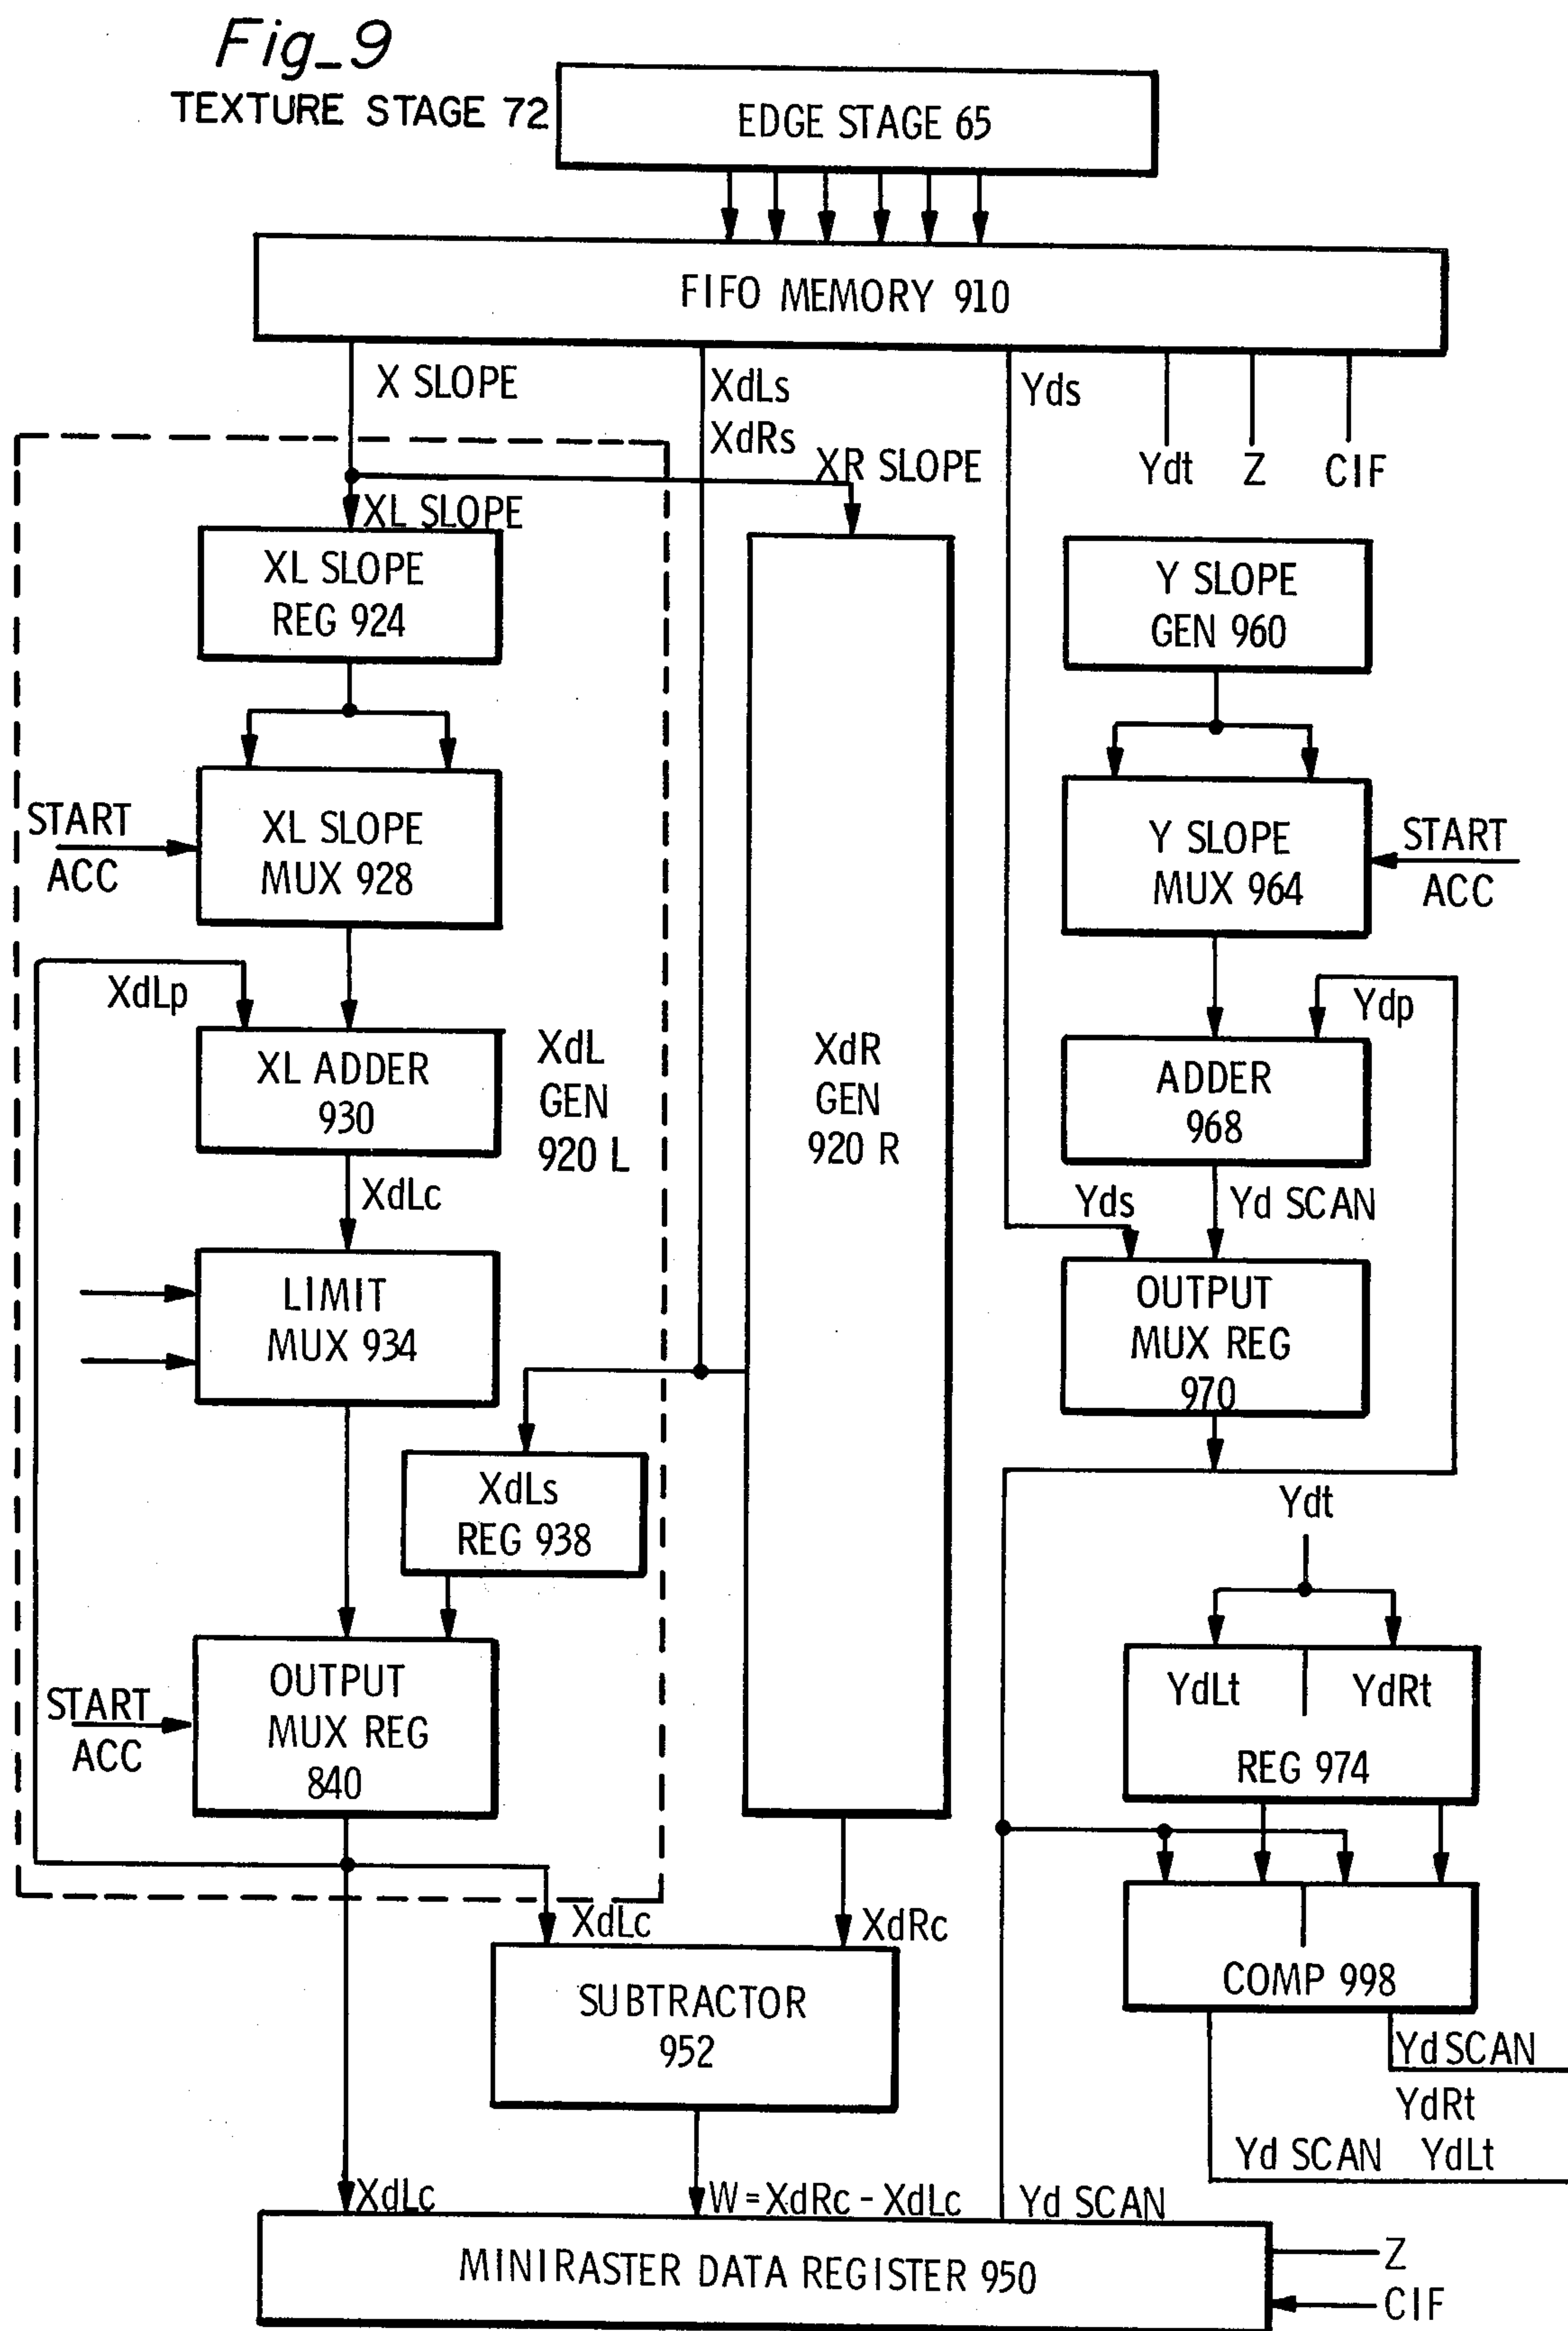 Fig_9
TEXTURE STAGE 72
EDGE STAGE 65
FIFO MEMORY 910
X SLOPE
XdLs
XdRs
Yds
Ydt
Z
CIF
XR SLOPE
XL SLOPE
XL SLOPE
REG 924
Y SLOPE
GEN 960
START
ACC
XL SLOPE
MUX 928
Y SLOPE
MUX 964
START
ACC
XdLp
XL ADDER
930
XdL
GEN
920 L
XdR
GEN
920 R
Ydp
ADDER
968
XdLc
Yds
Yd SCAN
LIMIT
MUX 934
OUTPUT
MUX REG
970
XdLs
REG 938
Ydt
START
ACC
OUTPUT
MUX REG
840
YdLt
YdRt
REG 974
XdLc
XdRc
SUBTRACTOR
952
COMP 998
Yd SCAN
YdRt
Yd SCAN YdLt
XdLc
W = XdRc - XdLc
Yd SCAN
MINIRASTER DATA REGISTER 950
Z
CIF